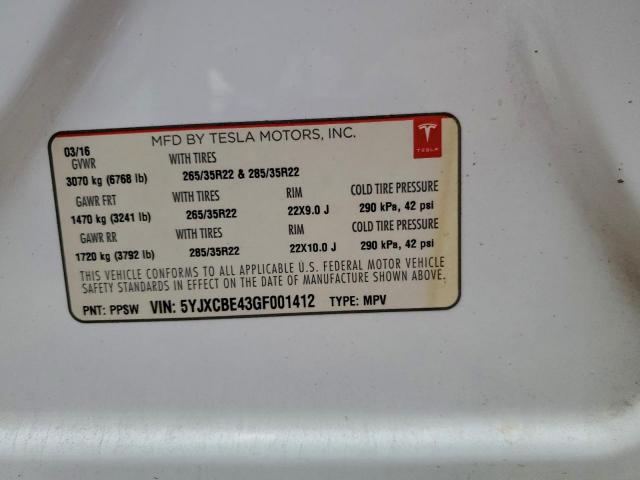 MFD BY TESLA MOTORS, INC.
TESLA
03/16
GVWR WITH TIRES
3070 kg (6768 lb) 265/35R22 & 285/35R22
GAWR FRT WITH TIRES RIM COLD TIRE PRESSURE
1470 kg (3241 lb) 265/35R22 22X9.0 J 290 kPa, 42 psi
GAWR RR WITH TIRES RIM COLD TIRE PRESSURE
1720 kg (3792 lb) 285/35R22 22X10.0 J 290 kPa, 42 psi
THIS VEHICLE CONFORMS TO ALL APPLICABLE U.S. FEDERAL MOTOR VEHICLE
SAFETY STANDARDS IN EFFECT ON THE DATE OF MANUFACTURE SHOWN ABOVE.
PNT: PPSW VIN: 5YJXCBE43GF001412 TYPE: MPV